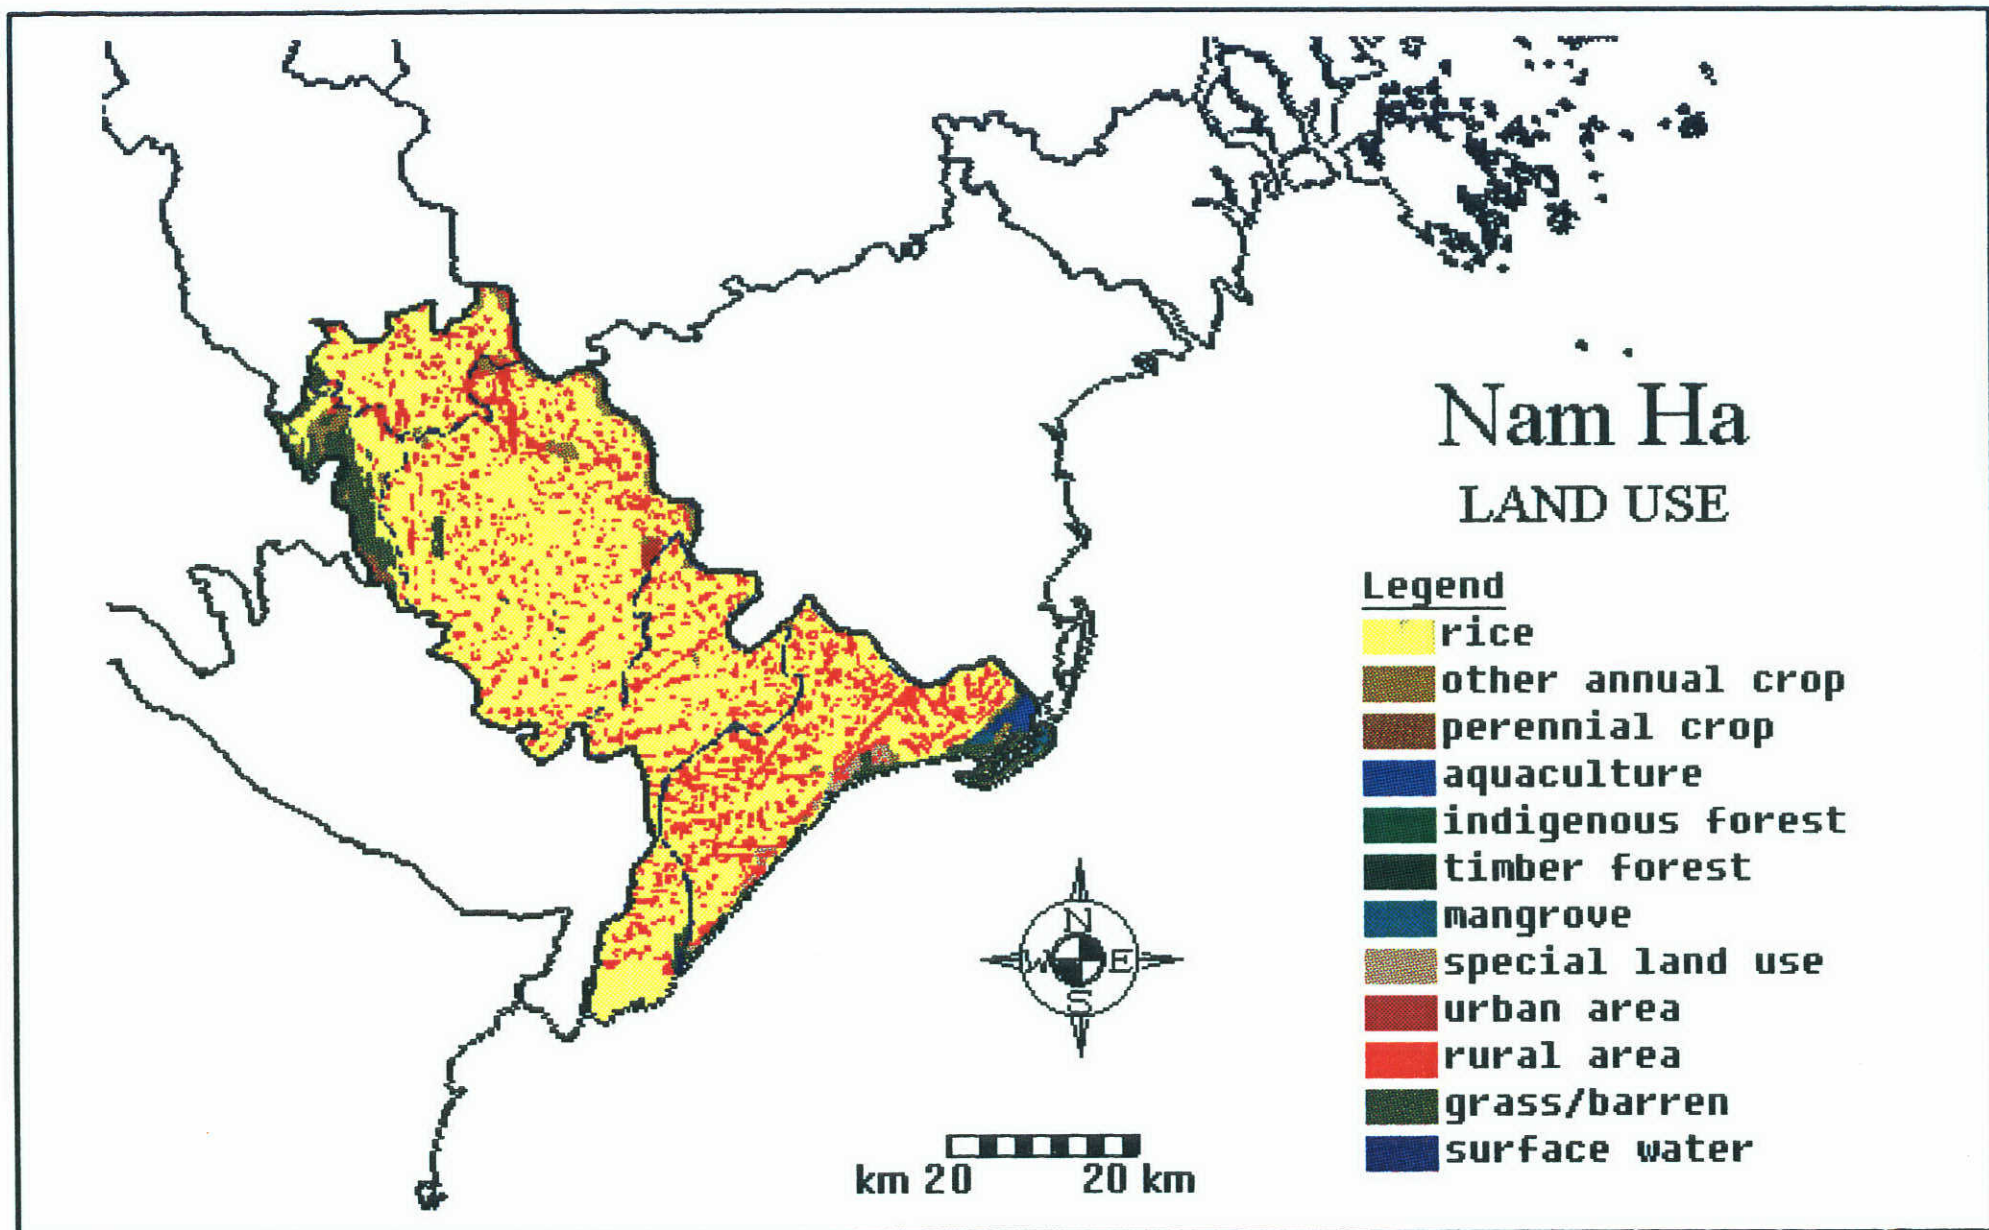 Nam Ha
LAND USE
Legend
rice
other annual crop
perennial crop
aquaculture
indigenous forest
timber forest
mangrove
special land use
urban area
rural area
grass/barren
surface water
N
W E
S
km 20 20 km